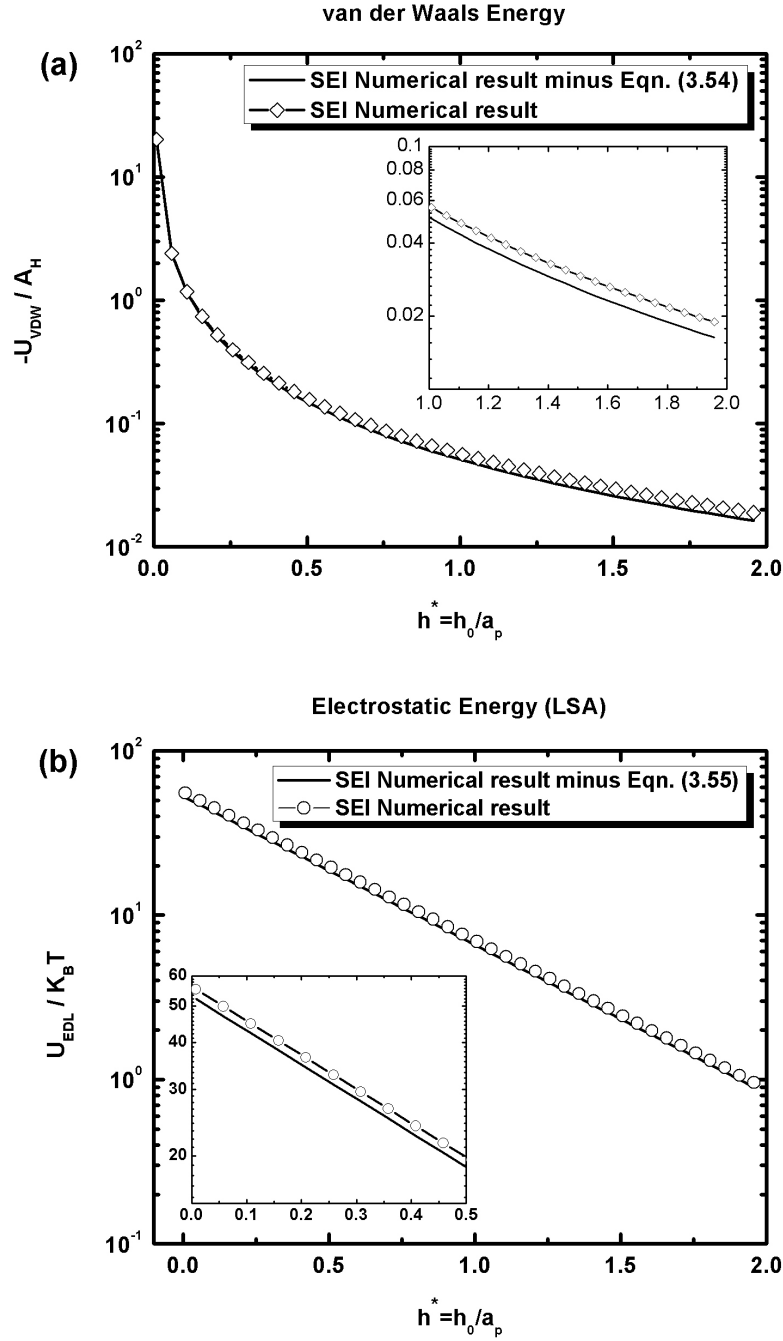 van der Waals Energy
(a)
SEI Numerical result minus Eqn. (3.54)
SEI Numerical result
10²
10¹
10⁰
10⁻¹
10⁻²
-U_VDW / A_H
0.1
0.08
0.06
0.04
0.02
1.0 1.2 1.4 1.6 1.8 2.0
0.0 0.5 1.0 1.5 2.0
h*=h₀/a_p
Electrostatic Energy (LSA)
(b)
SEI Numerical result minus Eqn. (3.55)
SEI Numerical result
10²
10¹
10⁰
10⁻¹
U_EDL / K_BT
60
50
40
30
20
0.0 0.1 0.2 0.3 0.4 0.5
0.0 0.5 1.0 1.5 2.0
h*=h₀/a_p